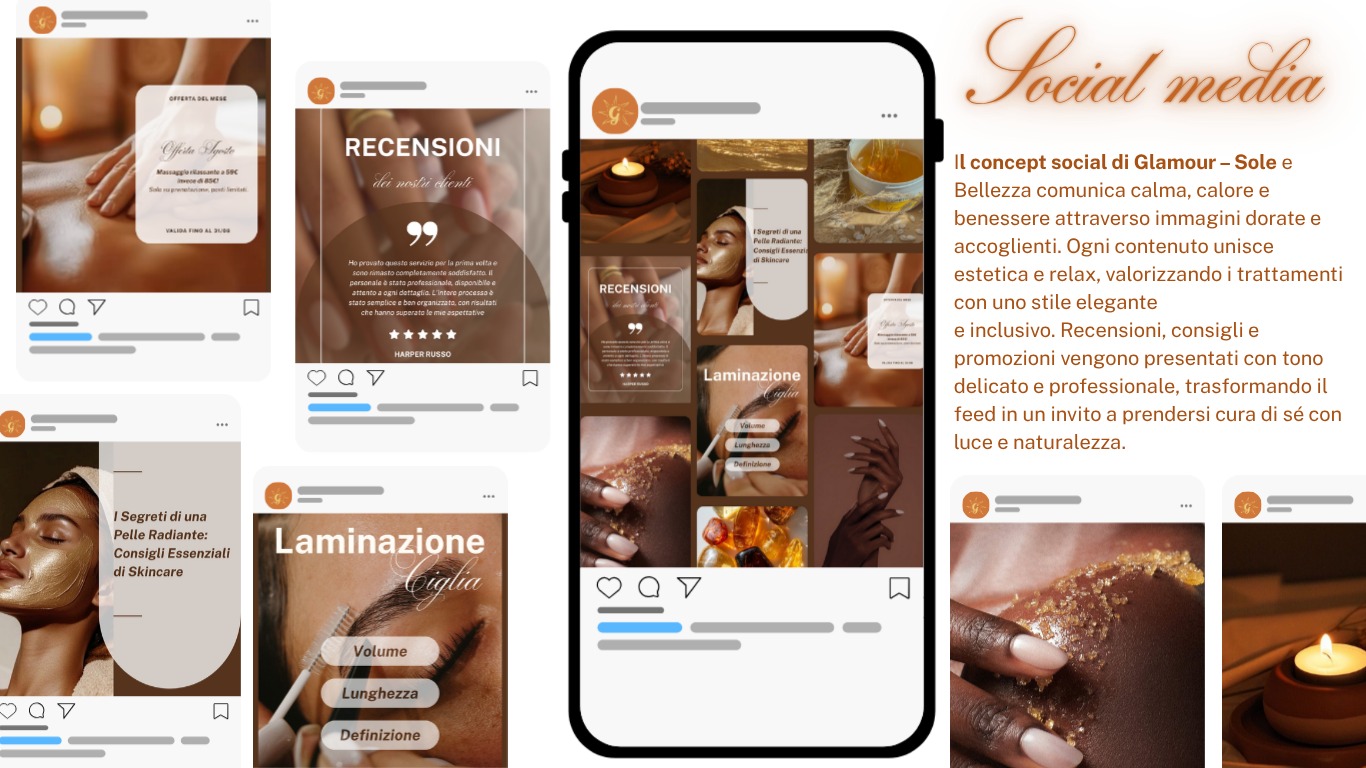 OFFERTA DEL MESE
Offerta Agosto
Massaggio rilassante a 59€
invece di 85€!
Solo su prenotazione, posti limitati.
VALIDA FINO AL 31/08
RECENSIONI
dei nostri clienti
Ho provato questo servizio per la prima volta e
sono rimasto completamente soddisfatto. Il
personale è stato professionale, disponibile e
attento a ogni dettaglio. L'intero processo è
stato semplice e ben organizzato, con risultati
che hanno superato le mie aspettative
HARPER RUSSO
I Segreti di una
Pelle Radiante:
Consigli Essenziali
di Skincare
Laminazione
Ciglia
Volume
Lunghezza
Definizione
I Segreti di una
Pelle Radiante:
Consigli Essenzia
di Skincare
RECENSIONI
dei nostri clienti
HARPER RUSSO
OFFERTA DEL MESE
Offerta Agosto
Laminazione
Ciglia
Volume
Lunghezza
Definizione
Social media
Il concept social di Glamour – Sole e
Bellezza comunica calma, calore e
benessere attraverso immagini dorate e
accoglienti. Ogni contenuto unisce
estetica e relax, valorizzando i trattamenti
con uno stile elegante
e inclusivo. Recensioni, consigli e
promozioni vengono presentati con tono
delicato e professionale, trasformando il
feed in un invito a prendersi cura di sé con
luce e naturalezza.